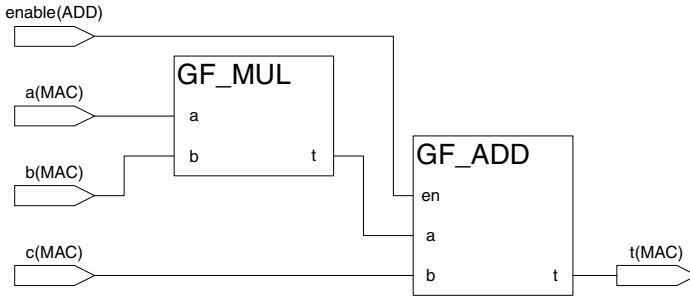 enable(ADD)
GF_MUL
a(MAC)
a
b
t
GF_ADD
b(MAC)
en
a
c(MAC)
b
t
t(MAC)